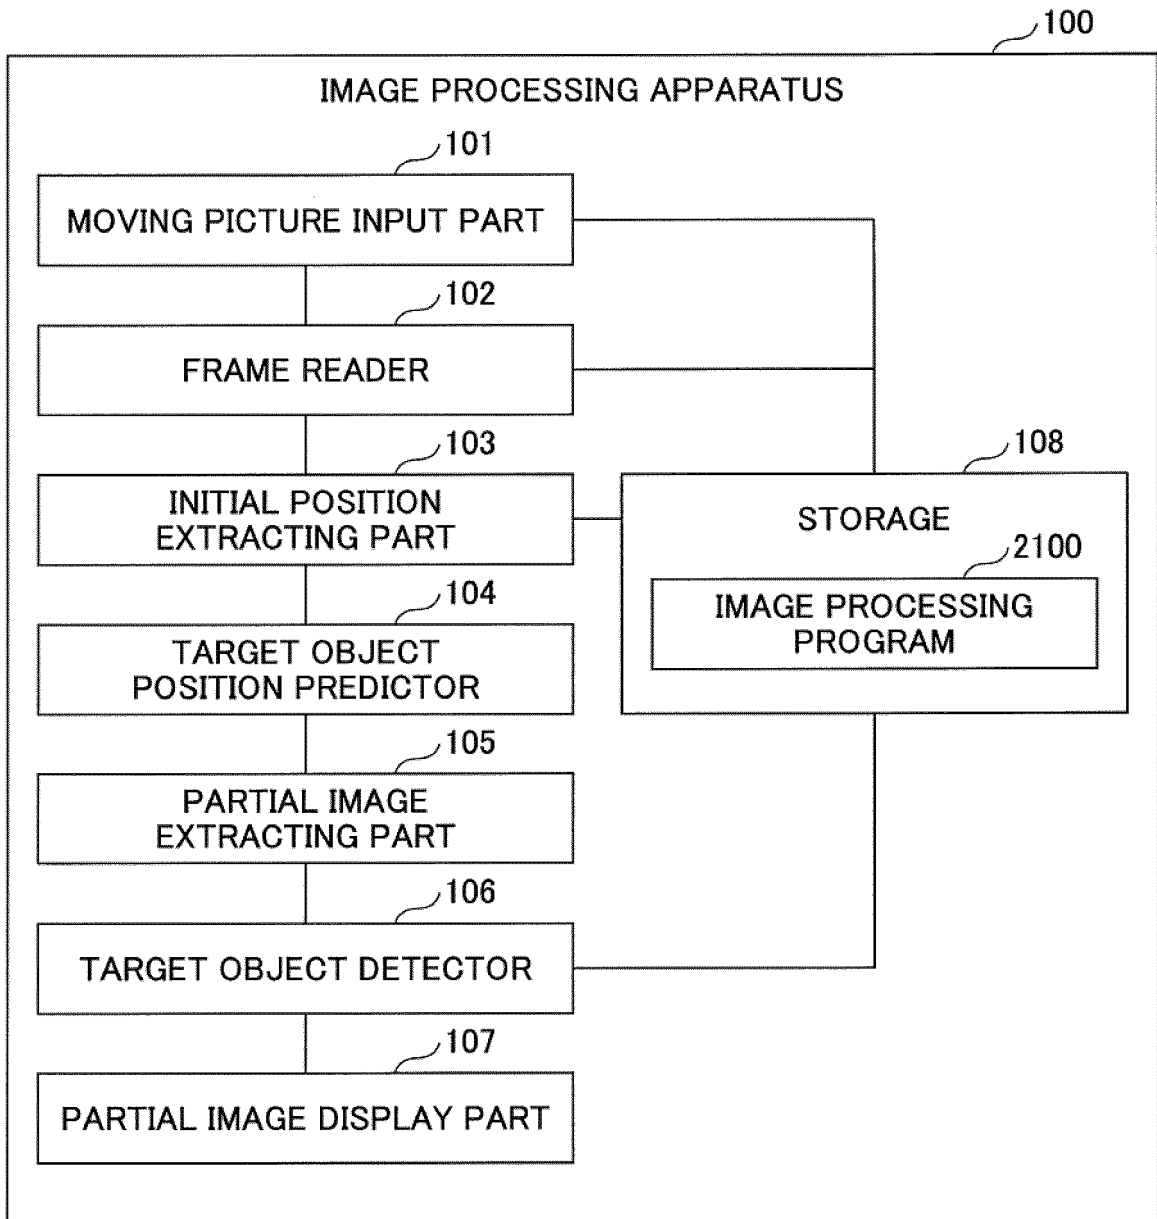 100
IMAGE PROCESSING APPARATUS
101
MOVING PICTURE INPUT PART
102
FRAME READER
103
INITIAL POSITION
EXTRACTING PART
108
STORAGE
2100
IMAGE PROCESSING
PROGRAM
104
TARGET OBJECT
POSITION PREDICTOR
105
PARTIAL IMAGE
EXTRACTING PART
106
TARGET OBJECT DETECTOR
107
PARTIAL IMAGE DISPLAY PART